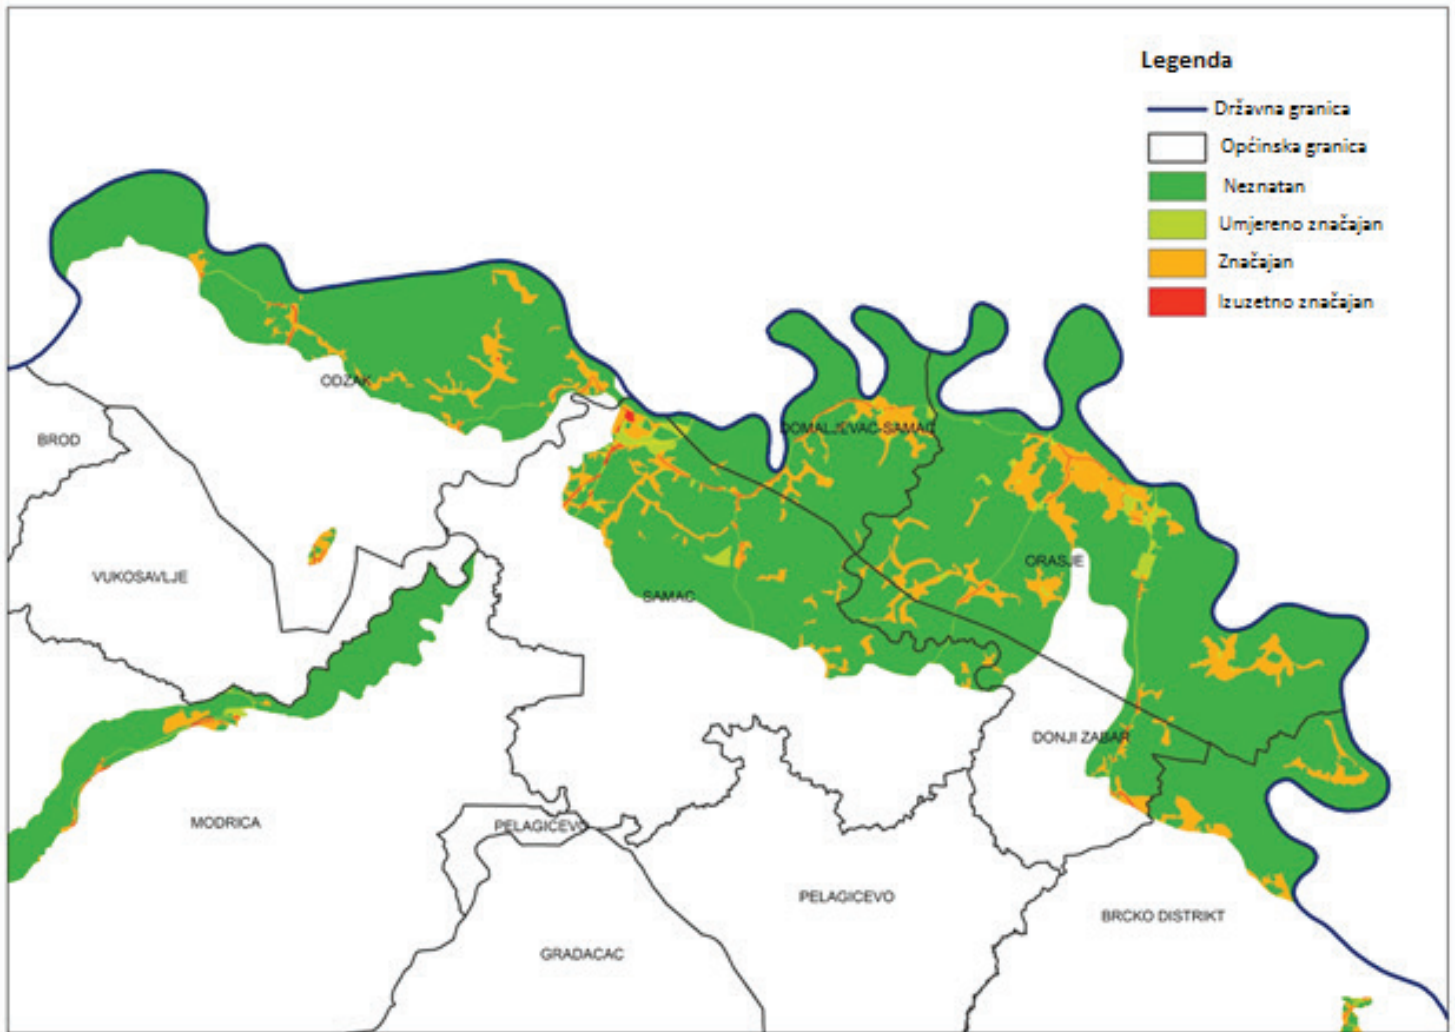 Legenda
Državna granica
Općinska granica
Neznatan
Umjereno značajan
Značajan
Izuzetno značajan
ODZAK
BROD
DOMALJEVAC-SAMAC
VUKOSAVLJE
ORASJE
SAMAC
DONJI ZABAR
MODRICA
PELAGICEVO
PELAGICEVO
BRCKO DISTRIKT
GRADACAC